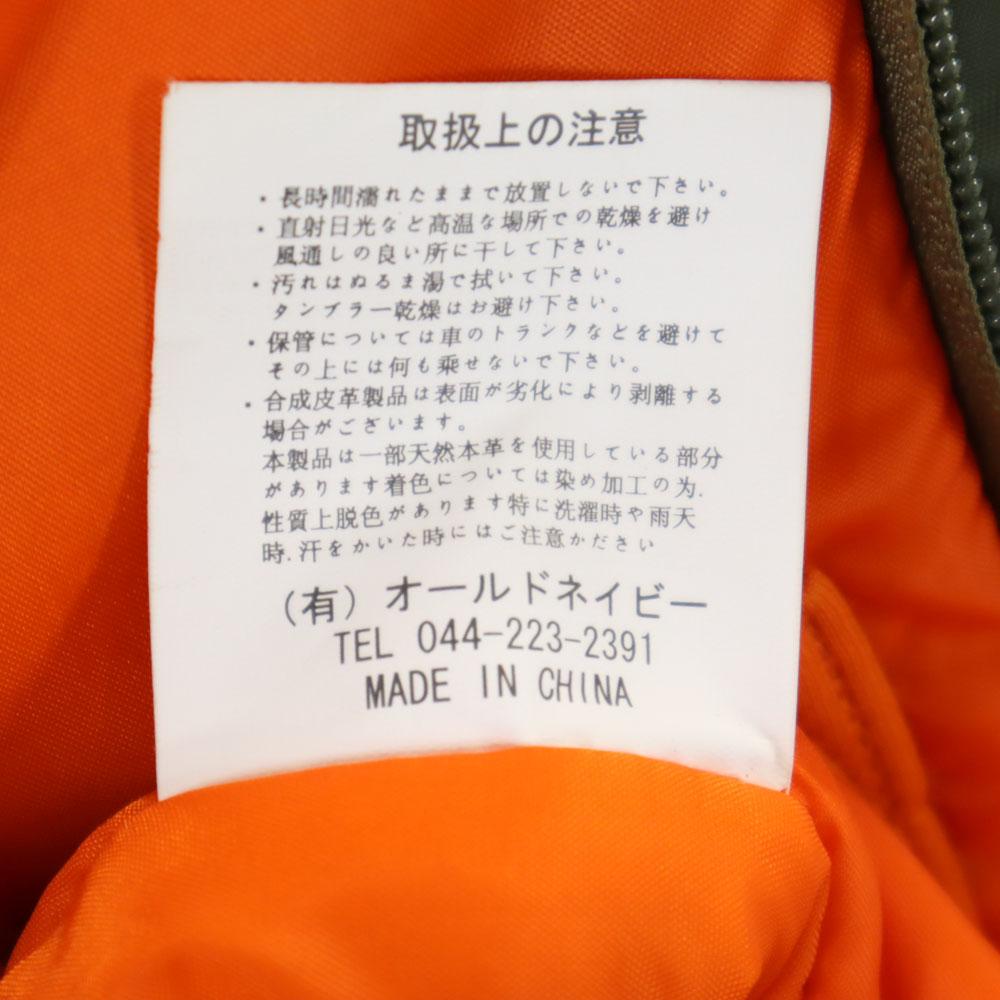 取扱上の注意
・長時間濡れたままで放置しないで下さい。
・直射日光など高温な場所での乾燥を避け
風通しの良い所に干して下さい。
・汚れはぬるま湯で拭いて下さい。
タンブラー乾燥はお避け下さい。
・保管については車のトランクなどを避けて
その上には何も乗せないで下さい。
・合成皮革製品は表面が劣化により剥離する
場合がございます。
本製品は一部天然本革を使用している部分
があります着色については染め加工の为.
性質上脱色があります特に洗濯時や雨天
時.汗をかいた時にはご注意かださい
(有) オールドネイビー
TEL 044-223-2391
MADE IN CHINA